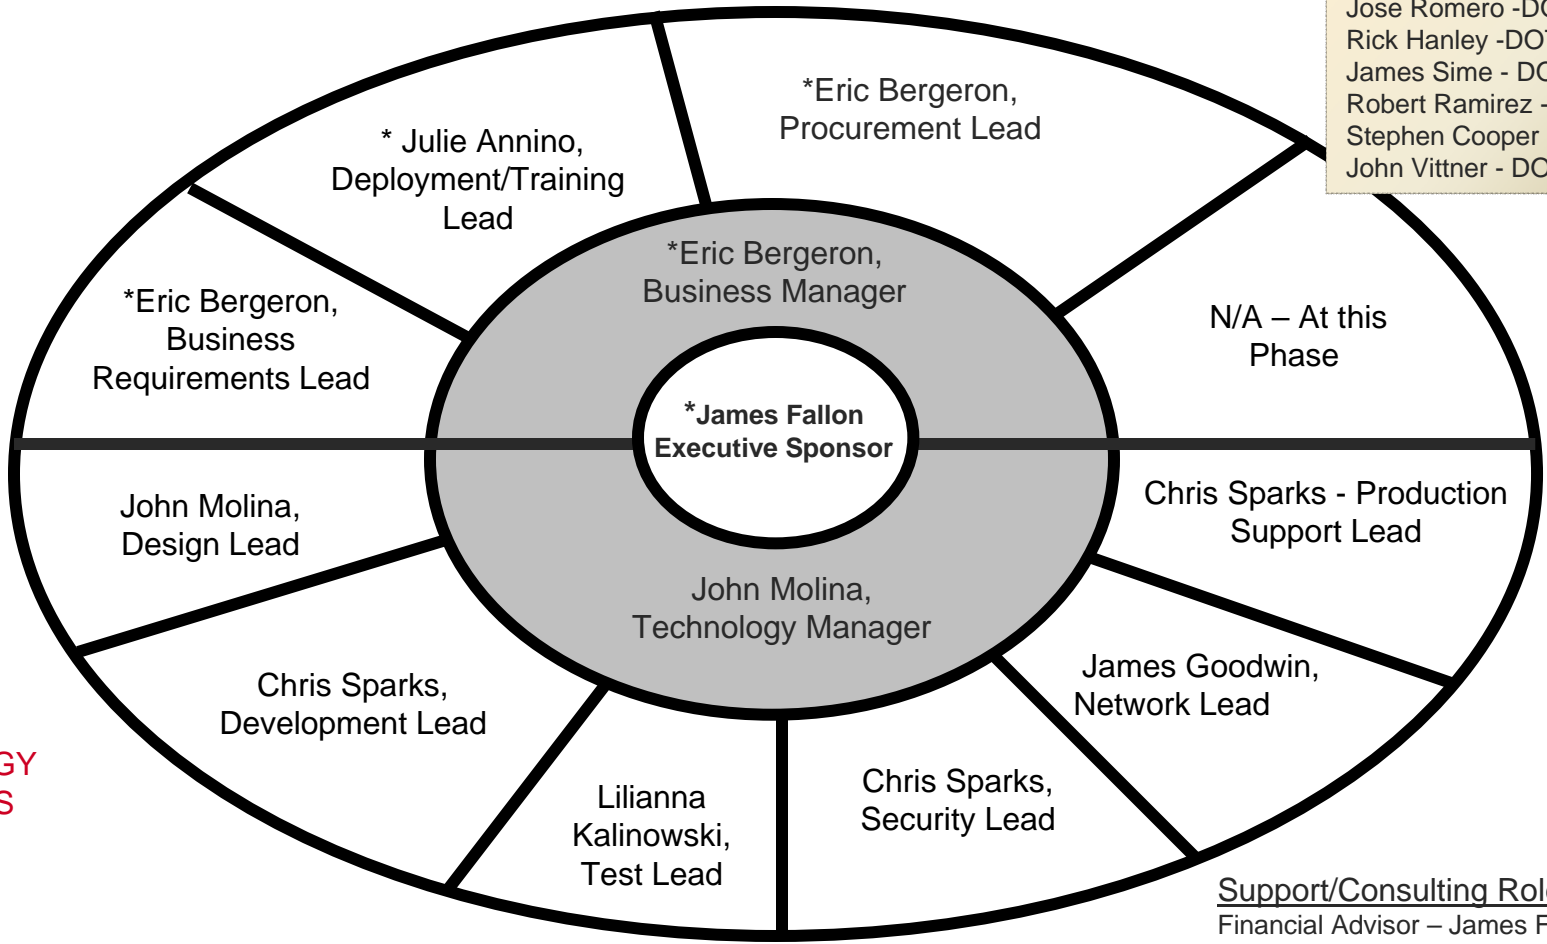 Jose Romero
Rick Hanley
James Sime -
Robert Ramirez -
Stephen Cooper
John Vittner -
*Eric Bergeron,
Procurement Lead
* Julie Annino,
Deployment/Training
Lead
*Eric Bergeron,
Business Manager
*Eric Bergeron,
Business
Requirements Lead
N/A – At this
Phase
*James Fallon
Executive Sponsor
John Molina,
Design Lead
Chris Sparks - Production
Support Lead
John Molina,
Technology Manager
Chris Sparks,
Development Lead
James Goodwin,
Network Lead
GY
S
Lilianna
Kalinowski,
Test Lead
Chris Sparks,
Security Lead
Support/Consulting
Financial Advisor – James